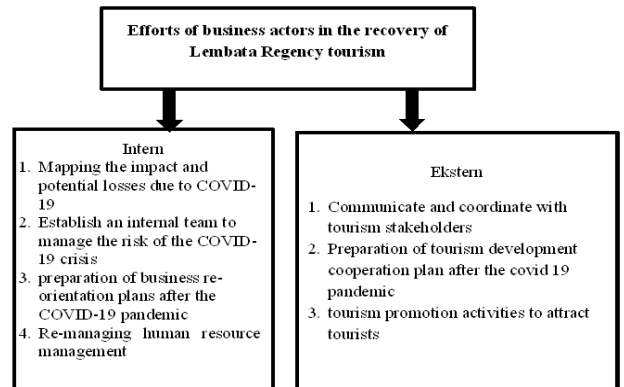 Efforts of business actors in the recovery of
Lembata Regency tourism
Intern
1. Mapping the impact and
potential losses due to COVID-
19
2. Establish an internal team to
manage the risk of the COVID-
19 crisis
3. preparation of business re-
orientation plans after the
COVID-19 pandemic
4. Re-managing human resource
management
Ekstern
1. Communicate and coordinate with
tourism stakeholders
2. Preparation of tourism development
cooperation plan after the covid 19
pandemic
3. tourism promotion activities to attract
tourists